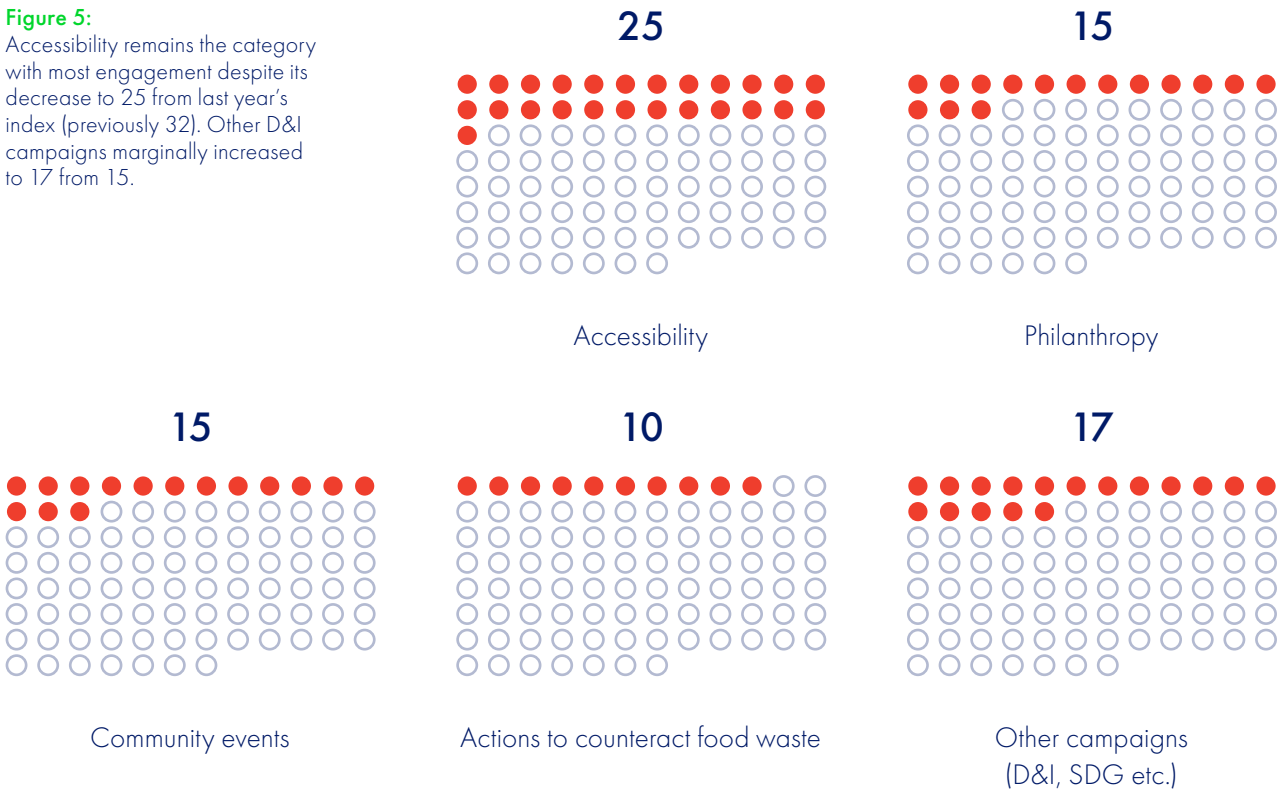 Figure 5:
Accessibility remains the category
with most engagement despite its
decrease to 25 from last year's
index (previously 32). Other D&I
campaigns marginally increased
to 17 from 15.
25
Accessibility
15
Philanthropy
15
Community events
10
Actions to counteract food waste
17
Other campaigns
(D&I, SDG etc.)